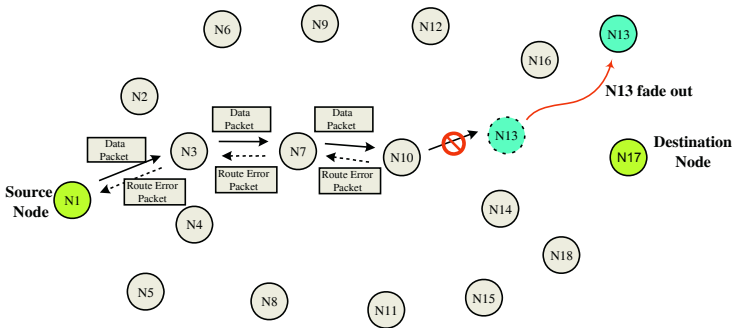 N6
N9
N12
N13
N16
N2
N13 fade out
Data
Packet
Data
Packet
Data
Packet
N3
N7
N10
N13
N17
Destination
Node
Route Error
Packet
Route Error
Packet
Route Error
Packet
Source
Node
N1
N4
N14
N18
N5
N8
N11
N15